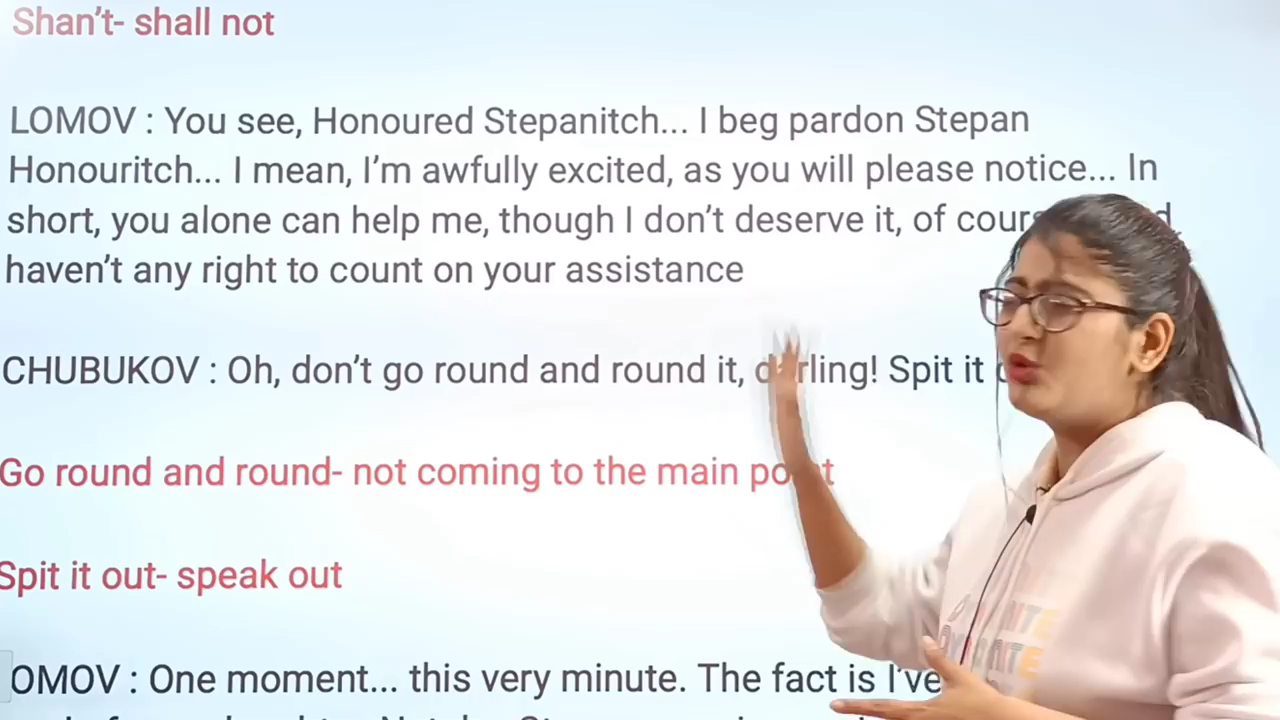 Shan't- shall not
LOMOV : You see, Honoured Stepanitch... I beg pardon Stepan
Honouritch... I mean, I'm awfully excited, as you will please notice... In
short, you alone can help me, though I don't deserve it, of
haven't any right to count on your assistance
CHUBUKOV : Oh, don't go round and round it, darling! Spit it
Go round and round- not coming to the main point
Spit it out- speak out
OMOV : One moment... this very minute. The fact is I've